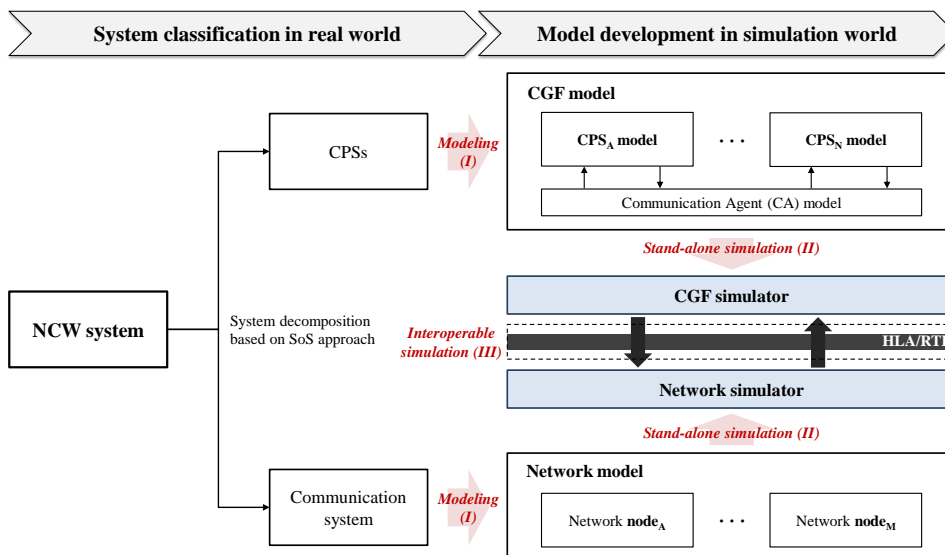 System classification in real world
Model development in simulation world
CGF model
CPSs
Modeling
(I)
CPS_A model
. . .
CPS_N model
Communication Agent (CA) model
Stand-alone simulation (II)
NCW system
System decomposition
based on SoS approach
CGF simulator
Interoperable
simulation (III)
HLA/RTI
Network simulator
Stand-alone simulation (II)
Communication
system
Modeling
(I)
Network model
Network node_A
. . .
Network node_M